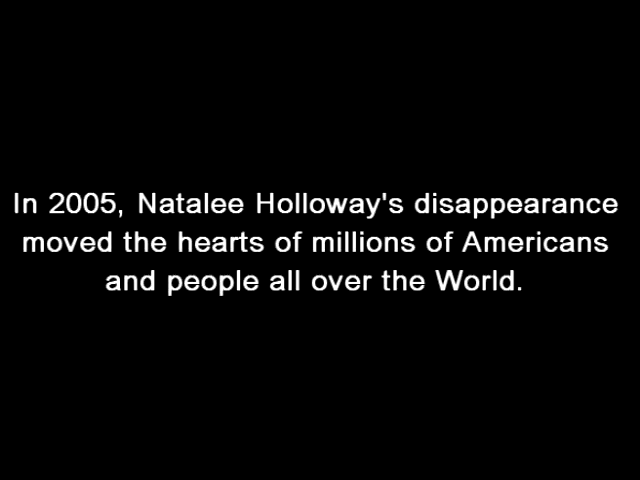 In 2005, Natalee Holloway's disappearance
moved the hearts of millions of Americans
and people all over the World.